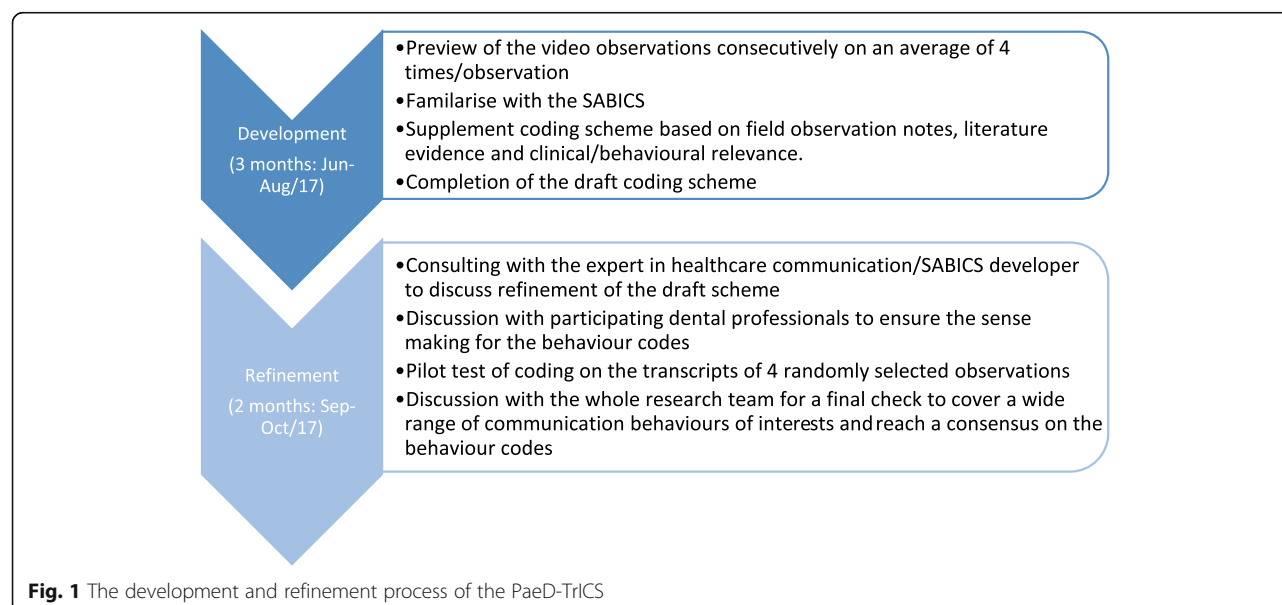 Development
(3 months: Jun-
Aug/17)
•Preview of the video observations consecutively on an average of 4
times/observation
•Familarise with the SABICS
•Supplement coding scheme based on field observation notes, literature
evidence and clinical/behavioural relevance.
•Completion of the draft coding scheme
Refinement
(2 months: Sep-
Oct/17)
•Consulting with the expert in healthcare communication/SABICS developer
to discuss refinement of the draft scheme
•Discussion with participating dental professionals to ensure the sense
making for the behaviour codes
•Pilot test of coding on the transcripts of 4 randomly selected observations
•Discussion with the whole research team for a final check to cover a wide
range of communication behaviours of interests and reach a consensus on the
behaviour codes
Fig. 1 The development and refinement process of the PaeD-TrICS